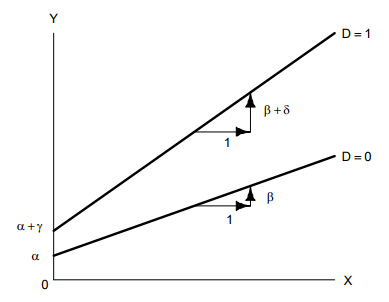 Y
D = 1
β + δ
1
D = 0
α + γ
β
1
α
0
X